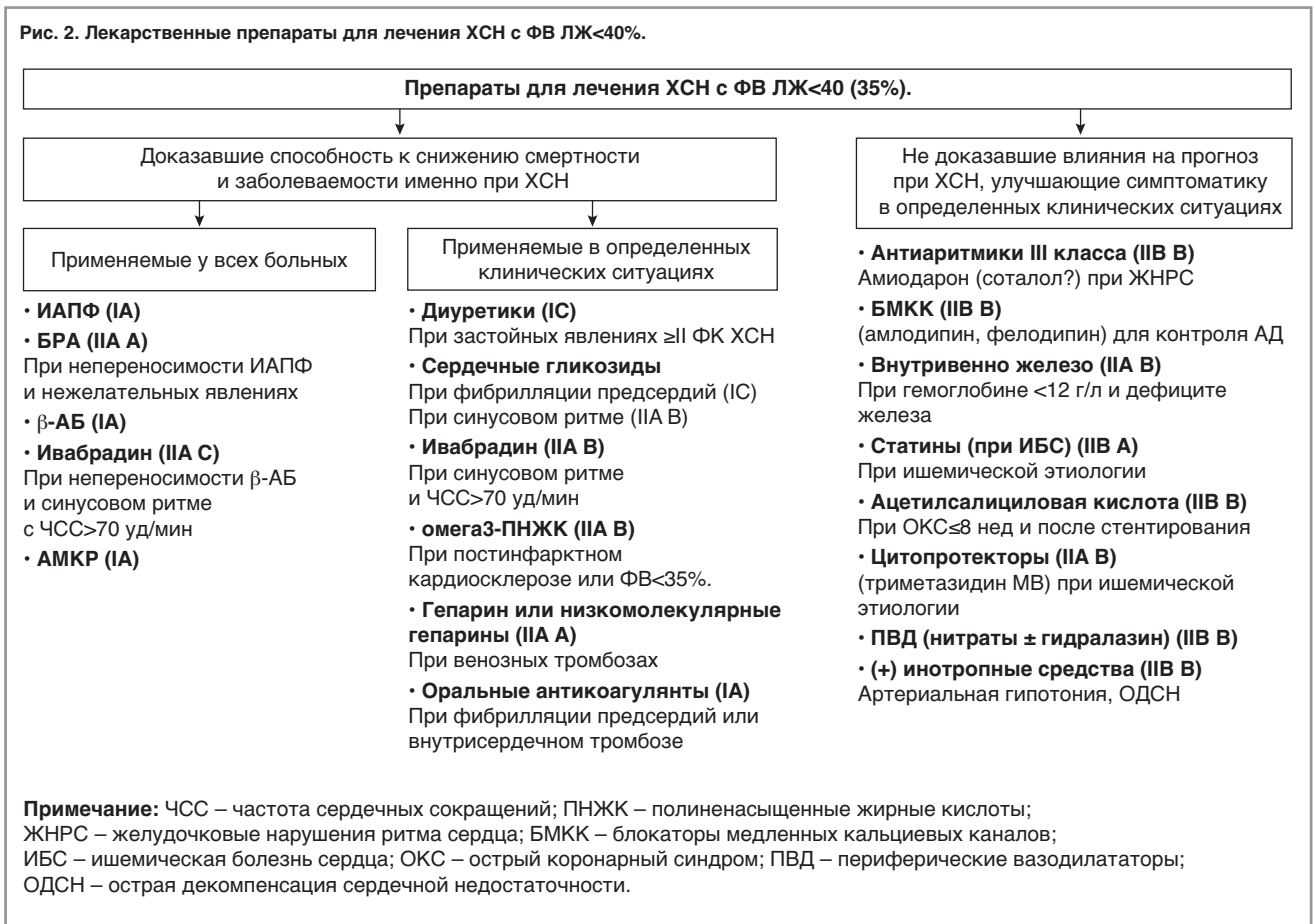 Рис. 2. Лекарственные препараты для лечения ХСН с ФВ ЛЖ<40%.
Препараты для лечения ХСН с ФВ ЛЖ<40 (35%).
Доказавшие способность к снижению смертности
и заболеваемости именно при ХСН
Применяемые у всех больных
• ИАПФ (IA)
• БРА (IIA A)
При непереносимости ИАПФ
и нежелательных явлениях
• β-АБ (IA)
• Ивабрадин (IIA C)
При непереносимости β-АБ
и синусовом ритме
с ЧСС>70 уд/мин
• АМКР (IA)
Применяемые в определенных
клинических ситуациях
• Диуретики (IC)
При застойных явлениях ≥II ФК ХСН
• Сердечные гликозиды
При фибрилляции предсердий (IC)
При синусовом ритме (IIA B)
• Ивабрадин (IIA B)
При синусовом ритме
и ЧСС>70 уд/мин
• омега3-ПНЖК (IIA B)
При постинфарктном
кардиосклерозе или ФВ<35%.
• Гепарин или низкомолекулярные
гепарины (IIA A)
При венозных тромбозах
• Оральные антикоагулянты (IA)
При фибрилляции предсердий или
внутрисердечном тромбозе
Не доказавшие влияния на прогноз
при ХСН, улучшающие симптоматику
в определенных клинических ситуациях
• Антиаритмики III класса (IIB B)
Амиодарон (соталол?) при ЖНРС
• БМКК (IIB B)
(амлодипин, фелодипин) для контроля АД
• Внутривенно железо (IIA B)
При гемоглобине <12 г/л и дефиците
железа
• Статины (при ИБС) (IIB A)
При ишемической этиологии
• Ацетилсалициловая кислота (IIB B)
При ОКС≤8 нед и после стентирования
• Цитопротекторы (IIA B)
(триметазидин МВ) при ишемической
этиологии
• ПВД (нитраты ± гидралазин) (IIB B)
• (+) инотропные средства (IIB B)
Артериальная гипотония, ОДСН
Примечание: ЧСС – частота сердечных сокращений; ПНЖК – полиненасыщенные жирные кислоты;
ЖНРС – желудочковые нарушения ритма сердца; БМКК – блокаторы медленных кальциевых каналов;
ИБС – ишемическая болезнь сердца; ОКС – острый коронарный синдром; ПВД – периферические вазодилататоры;
ОДСН – острая декомпенсация сердечной недостаточности.